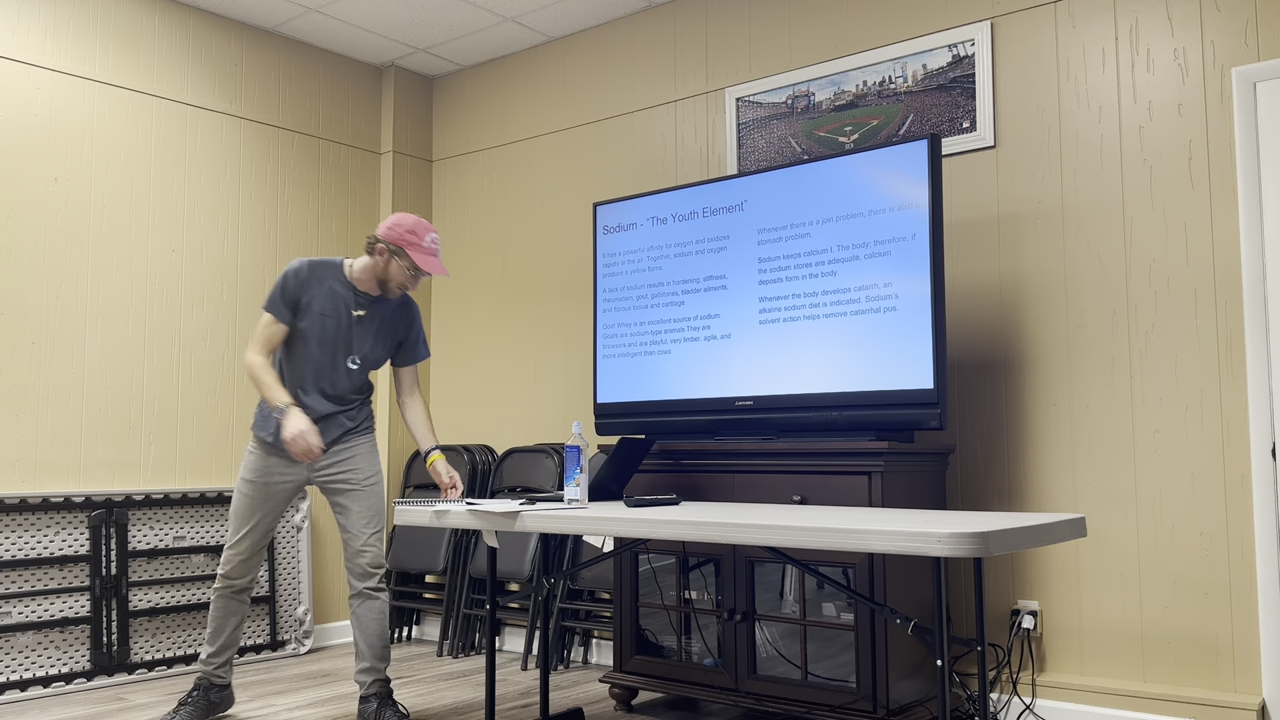 Sodium - "The Youth Element"
It has a powerful affinity for oxygen and oxidizes
rapidly in the air. Together, sodium and oxygen
produce a yellow flame.
A lack of sodium results in hardening, stiffness,
rheumatism, gout, gallstones, bladder ailments,
and fibrous tissue and cartilage
Goat Whey is an excellent source of sodium.
Goats are sodium-type animals They are
browsers and are playful, very limber, agile, and
more intelligent than cows.
Whenever there is a join problem, there is also a
stomach problem.
Sodium keeps calcium I. The body; therefore, if
the sodium stores are adequate, calcium
deposits form in the body.
Whenever the body develops catarrh, an
alkaline sodium diet is indicated. Sodium's
solvent action helps remove catarrhal pus.
MITSUBISHI